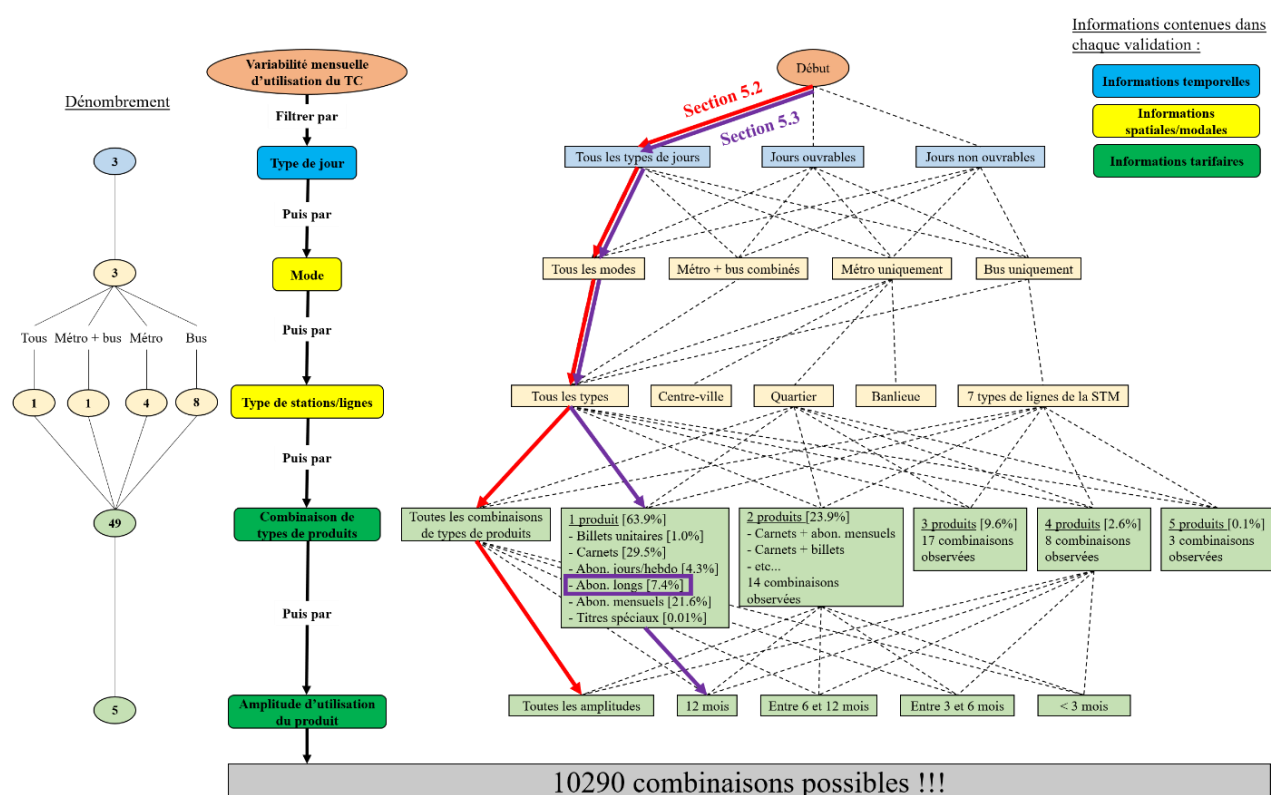 Informations contenues dans
chaque validation :
Informations temporelles
Informations
spatiales/modales
Informations tarifaires
Dénombrement
3
3
Tous Métro + bus Métro Bus
1 1 4 8
49
5
Variabilité mensuelle
d'utilisation du TC
Filtrer par
Type de jour
Puis par
Mode
Puis par
Type de stations/lignes
Puis par
Combinaison de
types de produits
Puis par
Amplitude d'utilisation
du produit
Début
Section 5.2
Section 5.3
Tous les types de jours Jours ouvrables Jours non ouvrables
Tous les modes Métro + bus combinés Métro uniquement Bus uniquement
Tous les types Centre-ville Quartier Banlieue 7 types de lignes de la STM
Toutes les combinaisons
de types de produits
1 produit [63.9%]
- Billets unitaires [1.0%]
- Carnets [29.5%]
- Abon. jours/hebdo [4.3%]
- Abon. longs [7.4%]
- Abon. mensuels [21.6%]
- Titres spéciaux [0.01%]
2 produits [23.9%]
- Carnets + abon. mensuels
- Carnets + billets
- etc...
14 combinaisons
observées
3 produits [9.6%]
17 combinaisons
observées
4 produits [2.6%]
8 combinaisons
observées
5 produits [0.1%]
3 combinaisons
observées
Toutes les amplitudes 12 mois Entre 6 et 12 mois Entre 3 et 6 mois < 3 mois
10290 combinaisons possibles !!!